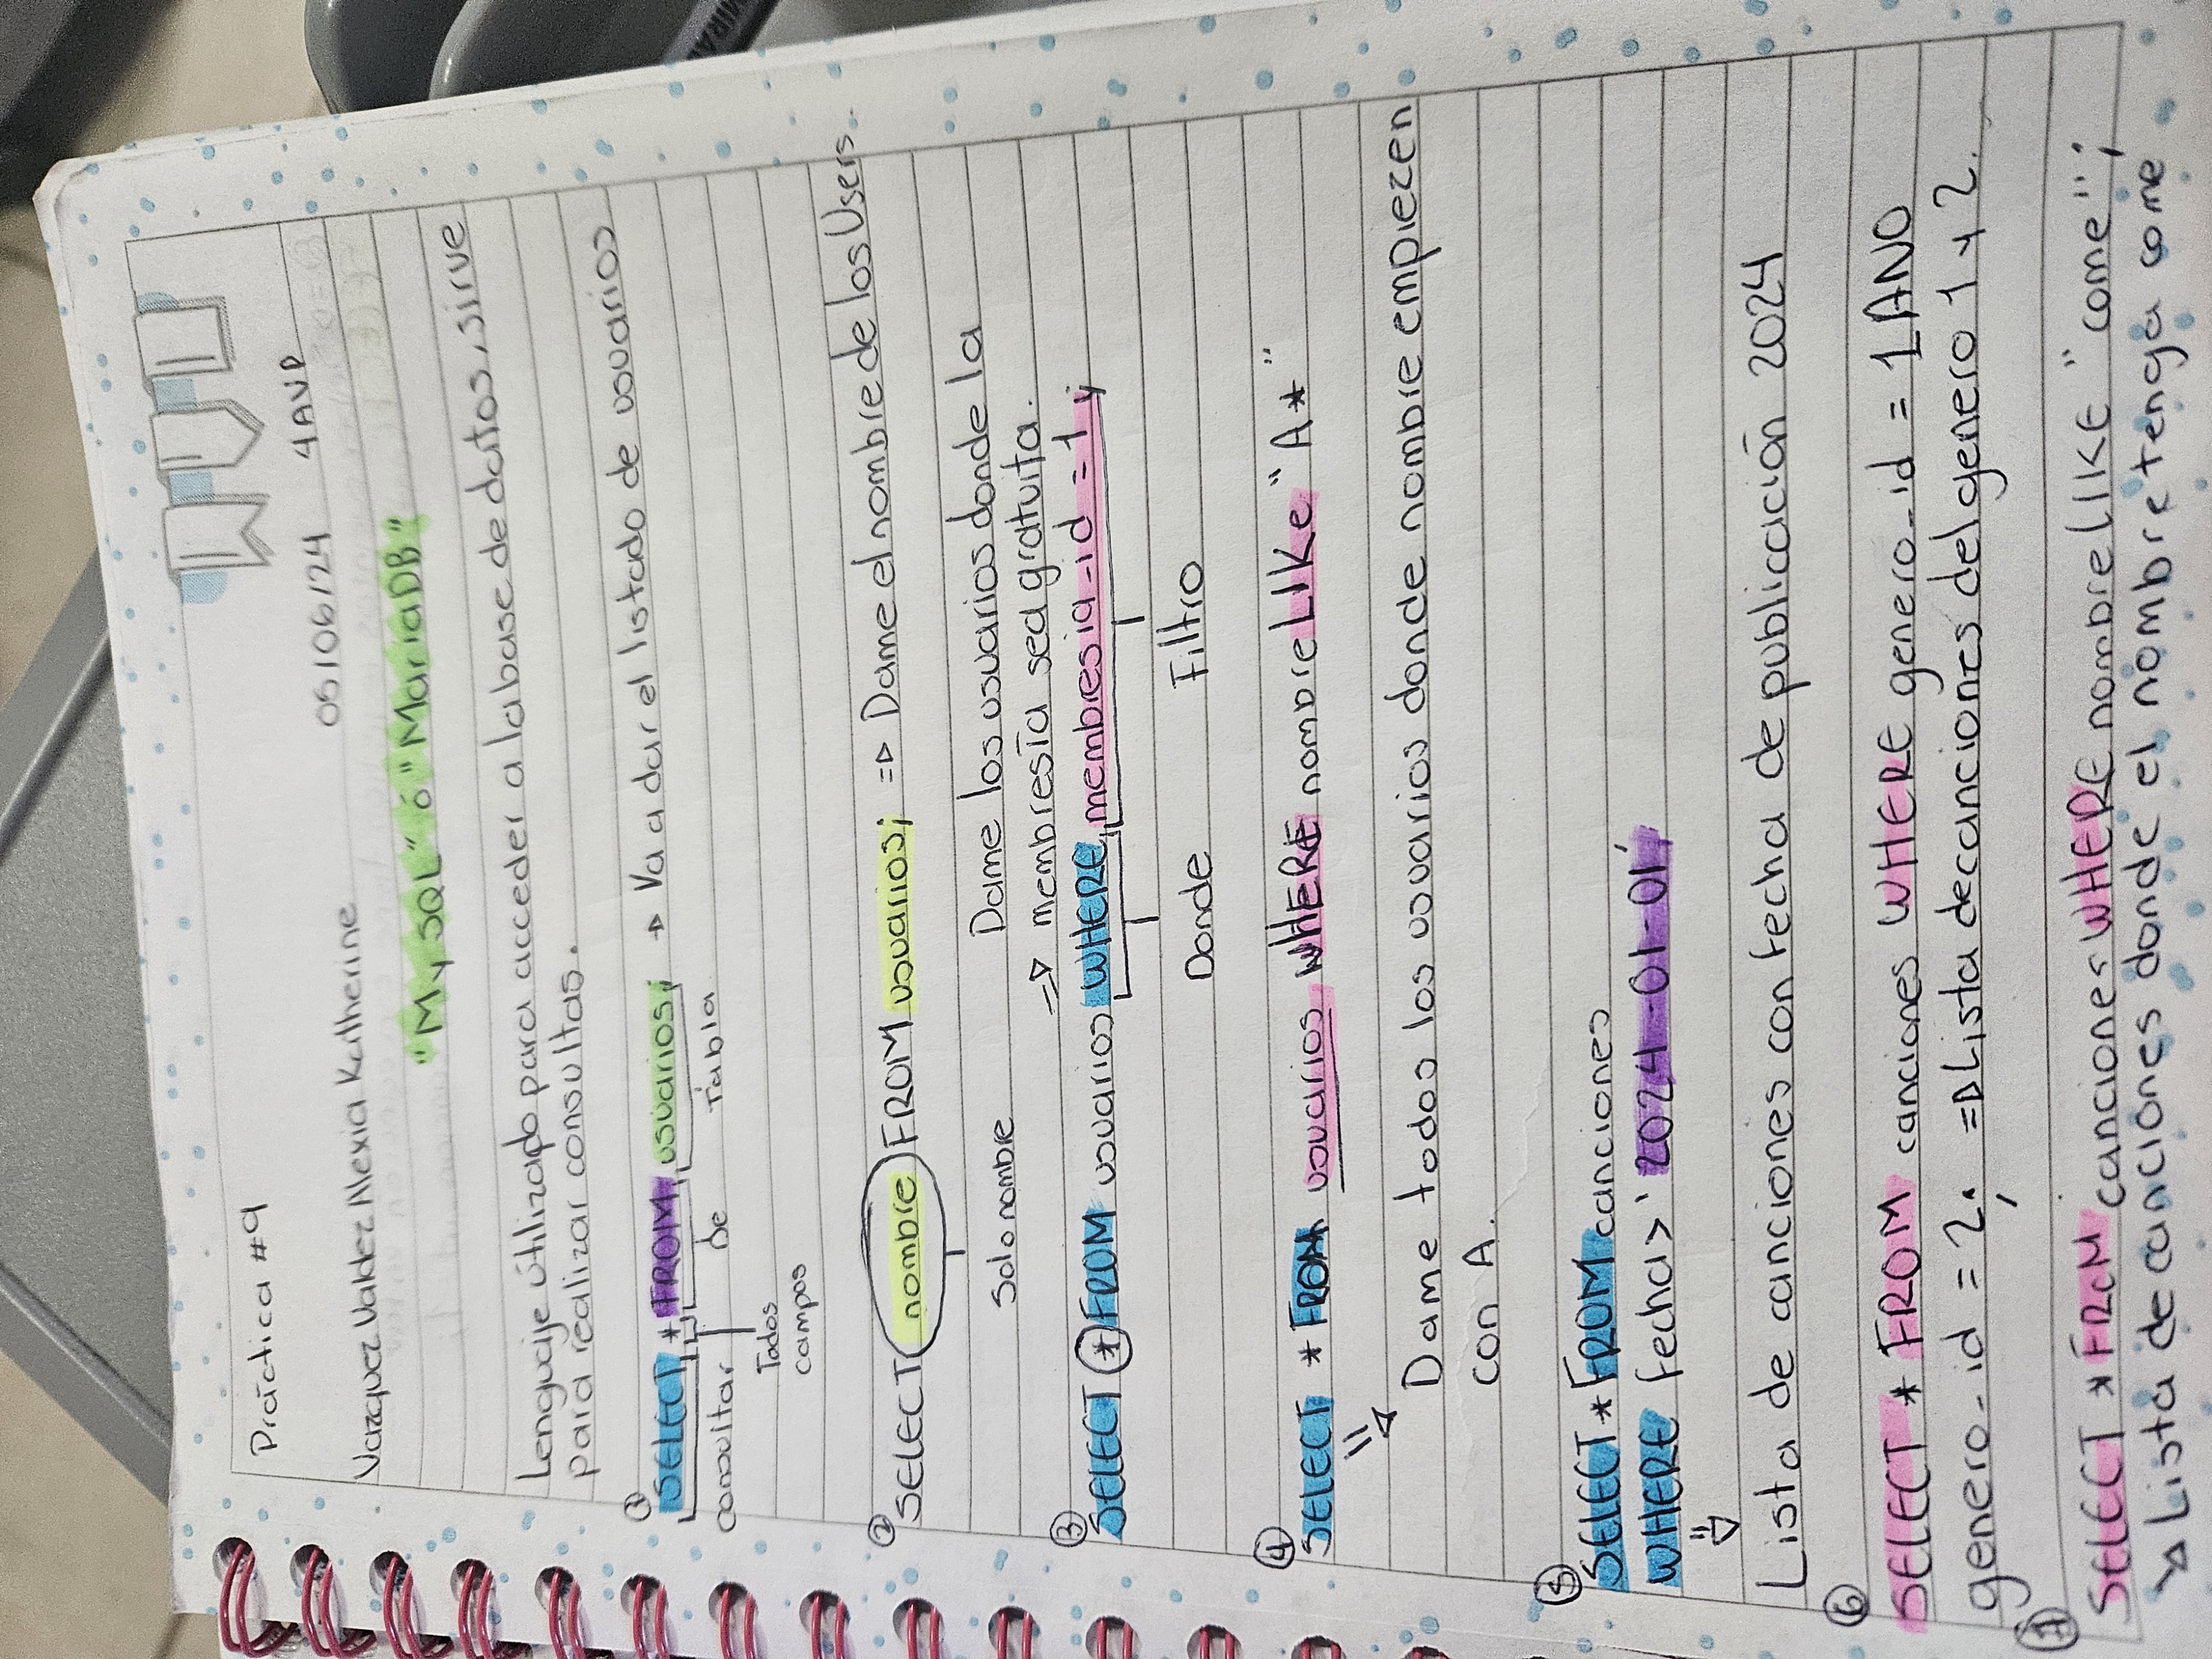 Práctica #9
05/06/24 4AVP
Vazquez Valdez Alexia Katherine
"MySQL" ó "MariaDB"
Lenguaje útilizado para acceder a la base de datos, sirve
para realizar consultas.
①
SELECT * FROM usuarios; → Va a dar el listado de usuarios
consultar de Tabla
Todos
campos
②
SELECT nombre FROM usuarios; => Dame el nombre de los Users.
Solo nombre
Dame los usuarios donde la
=> membresía sea gratuita.
③
SELECT * FROM usuarios WHERE membresia_id = 1;
Donde Filtro
④
SELECT * FROM usuarios WHERE nombre LIKE "A*"
Dame todos los usuarios donde nombre empiezen
con A.
⑤
SELECT * FROM canciones
WHERE fecha > '2024-01-01';
Lista de canciones con fecha de publicación 2024
⑥
SELECT * FROM canciones WHERE genero_id = 1 AND
genero_id = 2; => Lista de canciones del genero 1 y 2.
⑦
SELECT * FROM canciones WHERE nombre LIKE "come";
↘ Lista de canciones donde el nombre tenga come